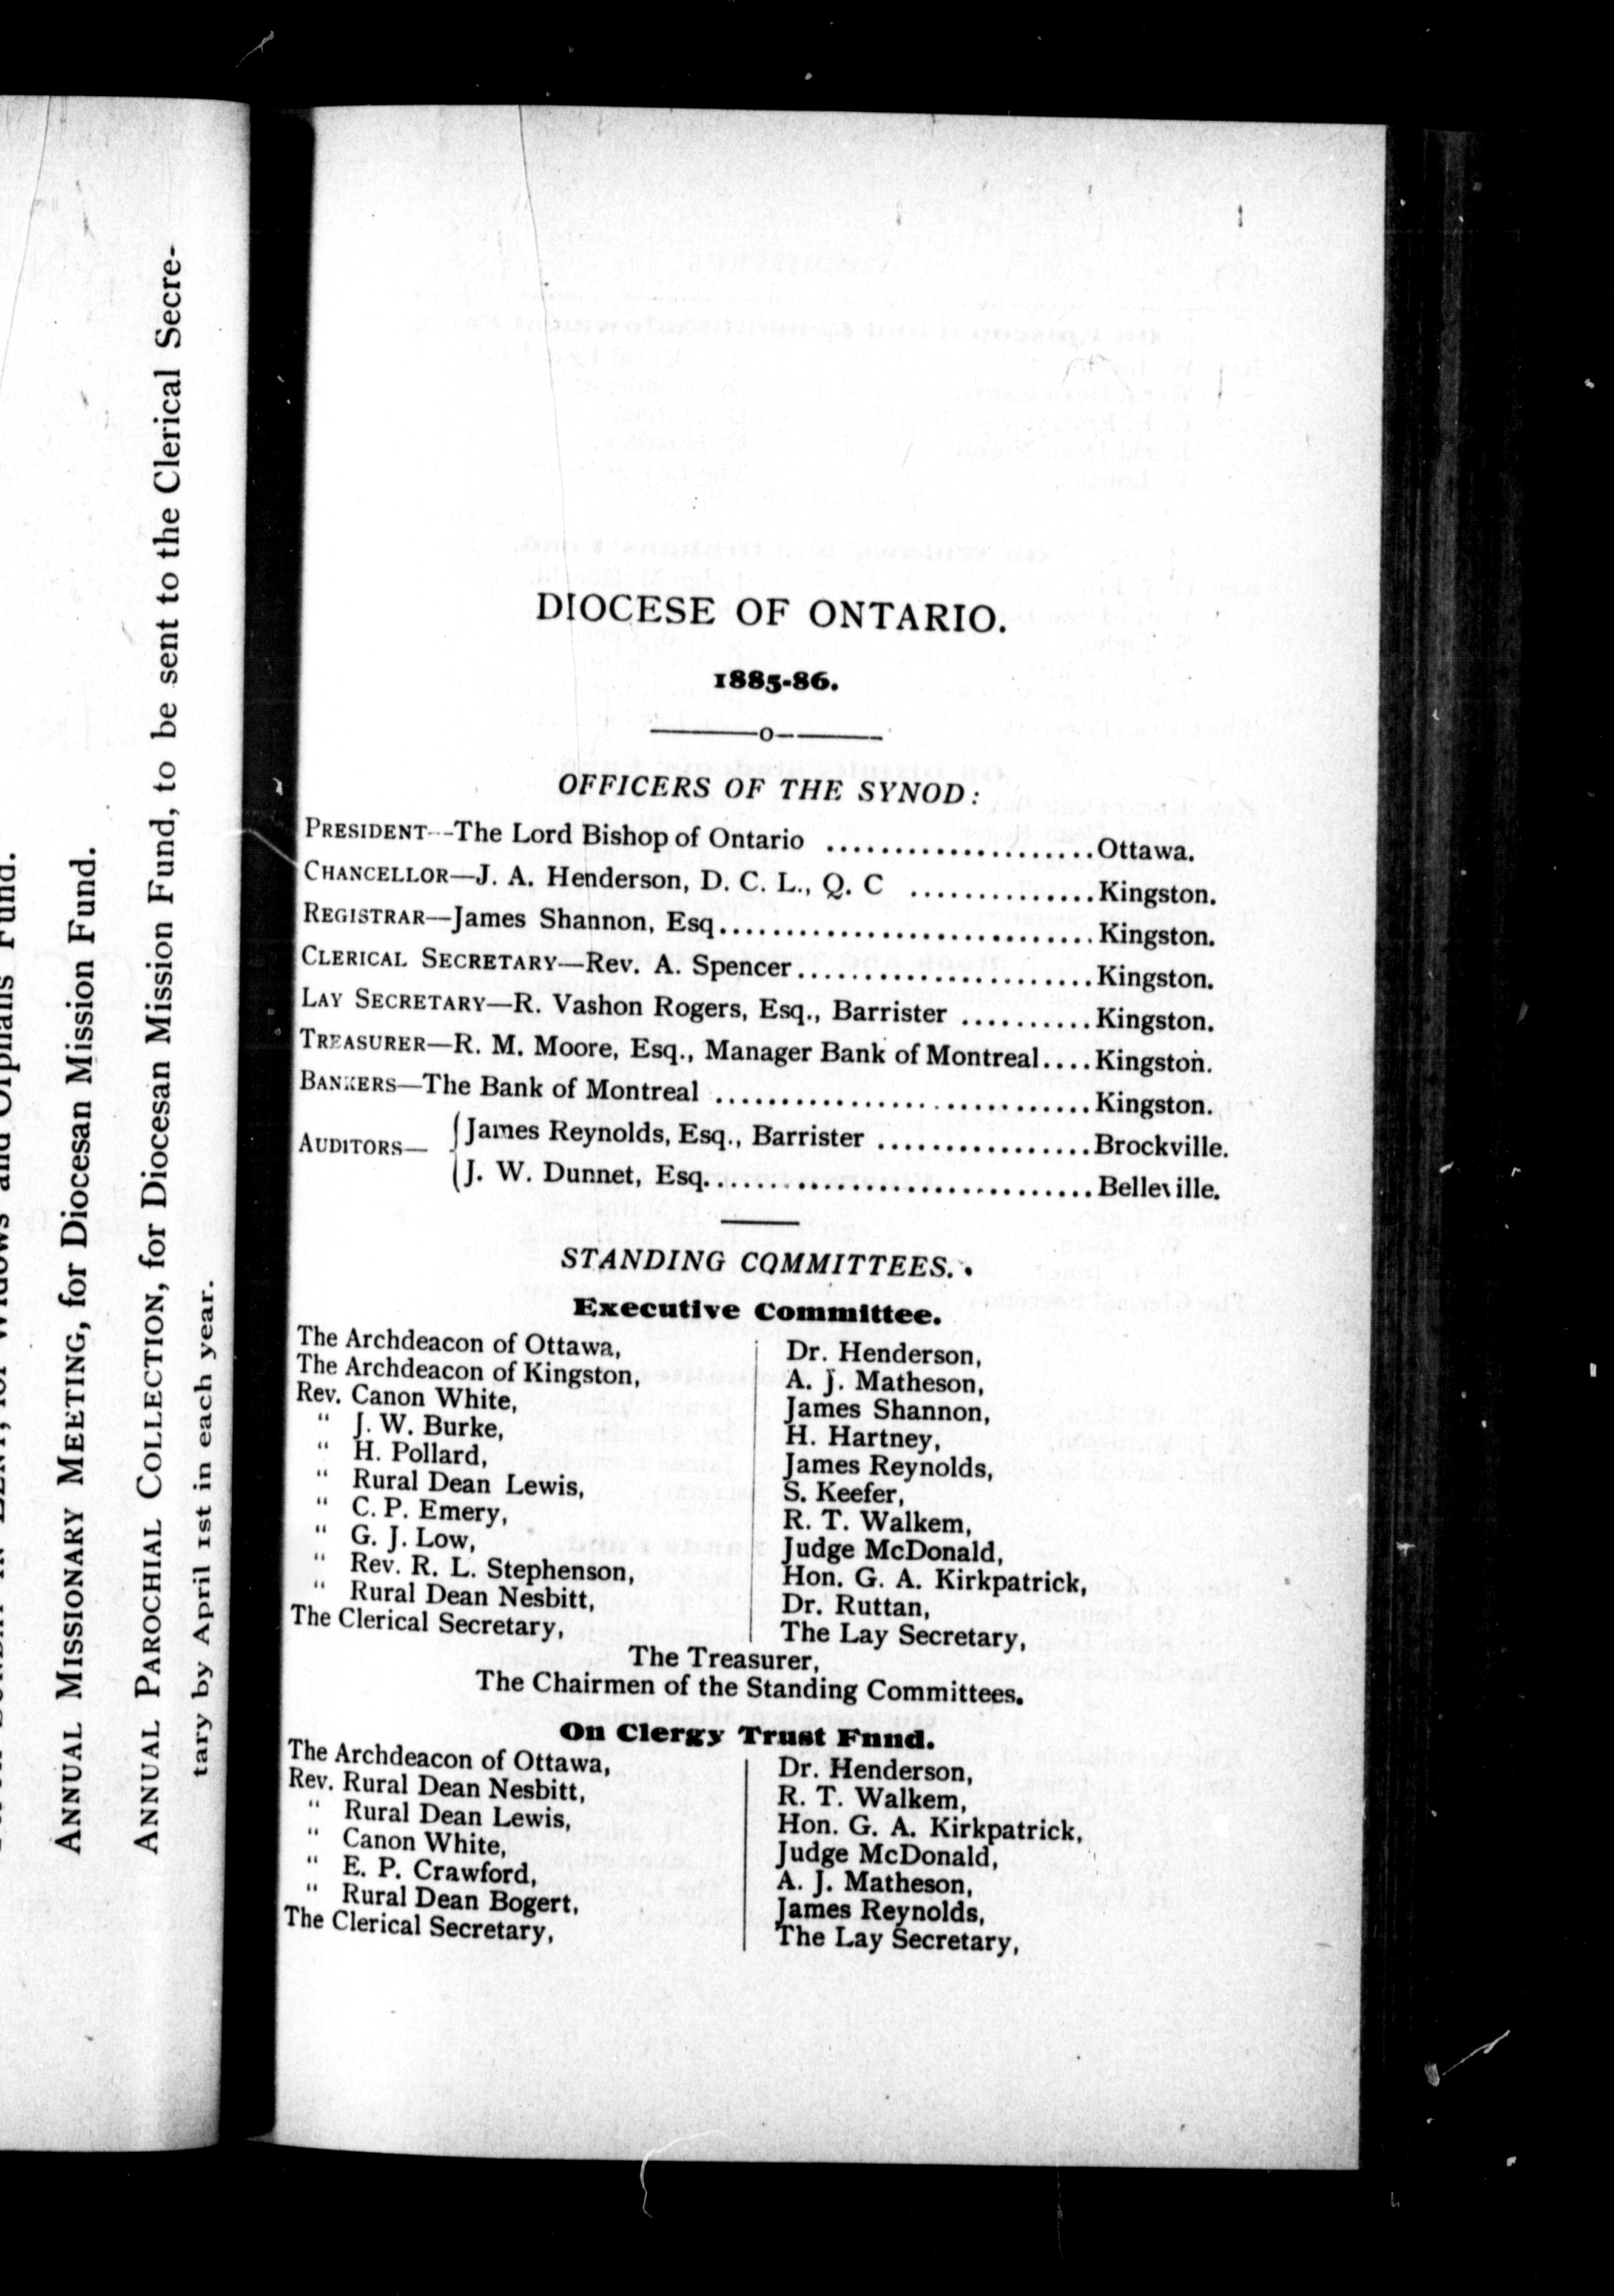 Orphans Fund.
ANNUAL MISSIONARY MEETING, for Diocesan Mission Fund.
ANNUAL PAROCHIAL COLLECTION, for Diocesan Mission Fund, to be sent to the Clerical Secre-
tary by April 1st in each year.
DIOCESE OF ONTARIO.
1885-86.
OFFICERS OF THE SYNOD:
PRESIDENT—The Lord Bishop of Ontario ....................Ottawa.
CHANCELLOR—J. A. Henderson, D. C. L., Q. C ..............Kingston.
REGISTRAR—James Shannon, Esq............................Kingston.
CLERICAL SECRETARY—Rev. A. Spencer......................Kingston.
LAY SECRETARY—R. Vashon Rogers, Esq., Barrister ..........Kingston.
TREASURER—R. M. Moore, Esq., Manager Bank of Montreal....Kingston.
BANKERS—The Bank of Montreal ............................Kingston.
AUDITORS— { James Reynolds, Esq., Barrister ................Brockville.
{ J. W. Dunnet, Esq.............................Belleville.
STANDING COMMITTEES.
Executive Committee.
The Archdeacon of Ottawa, Dr. Henderson,
The Archdeacon of Kingston, A. J. Matheson,
Rev. Canon White, James Shannon,
" J. W. Burke, H. Hartney,
" H. Pollard, James Reynolds,
" Rural Dean Lewis, S. Keefer,
" C. P. Emery, R. T. Walkem,
" G. J. Low, Judge McDonald,
" Rev. R. L. Stephenson, Hon. G. A. Kirkpatrick,
" Rural Dean Nesbitt, Dr. Ruttan,
The Clerical Secretary, The Lay Secretary,
The Treasurer,
The Chairmen of the Standing Committees.
On Clergy Trust Fnnd.
The Archdeacon of Ottawa, Dr. Henderson,
Rev. Rural Dean Nesbitt, R. T. Walkem,
" Rural Dean Lewis, Hon. G. A. Kirkpatrick,
" Canon White, Judge McDonald,
" E. P. Crawford, A. J. Matheson,
" Rural Dean Bogert, James Reynolds,
The Clerical Secretary, The Lay Secretary,